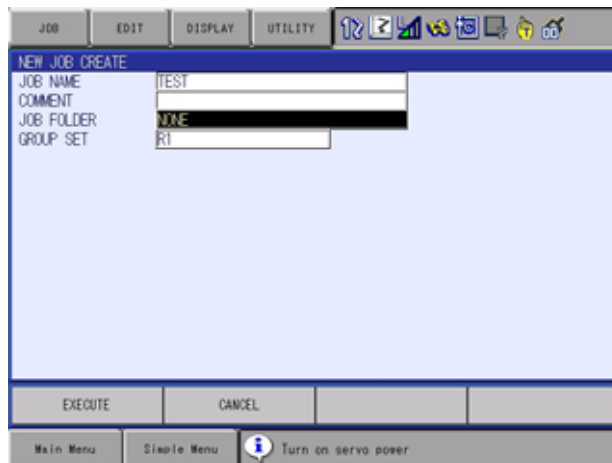 JOB EDIT DISPLAY UTILITY
NEW JOB CREATE
JOB NAME TEST
COMMENT
JOB FOLDER NONE
GROUP SET R1
EXECUTE CANCEL
Main Menu Simple Menu Turn on servo power